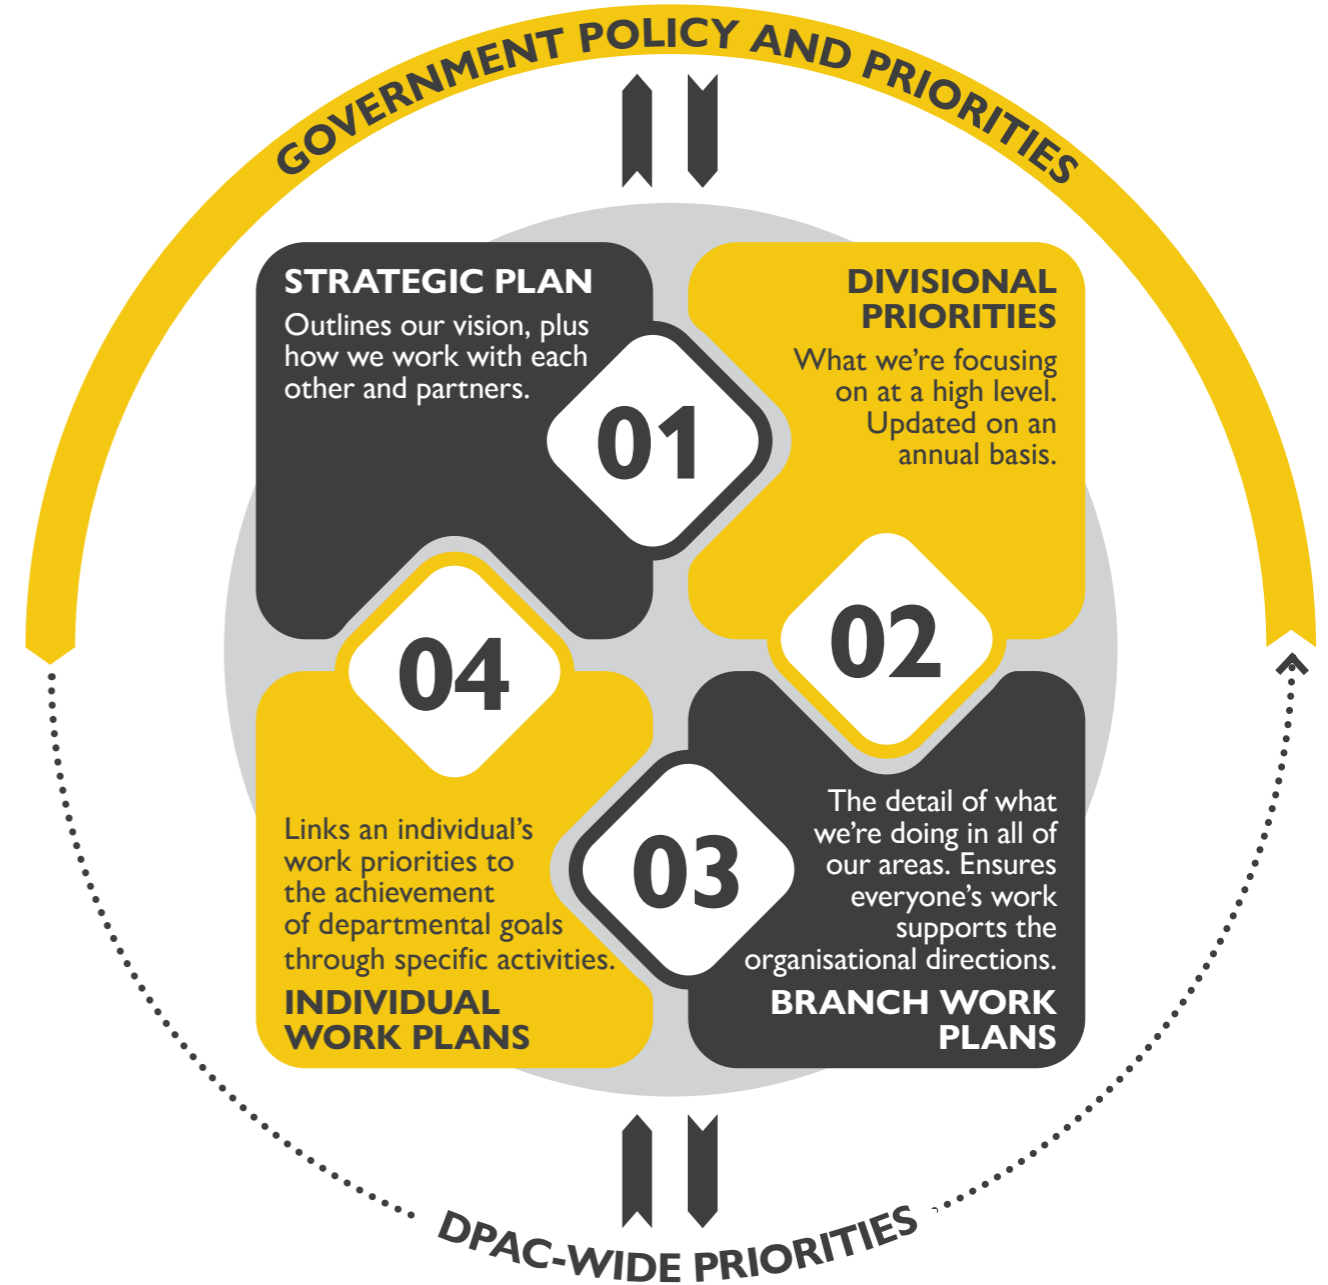 GOVERNMENT POLICY AND PRIORITIES
STRATEGIC PLAN
Outlines our vision, plus
how we work with each
other and partners.
01
DIVISIONAL
PRIORITIES
What we're focusing
on at a high level.
Updated on an
annual basis.
02
03
The detail of what
we're doing in all of
our areas. Ensures
everyone's work
supports the
organisational directions.
BRANCH WORK
PLANS
04
Links an individual's
work priorities to
the achievement
of departmental goals
through specific activities.
INDIVIDUAL
WORK PLANS
DPAC-WIDE PRIORITIES